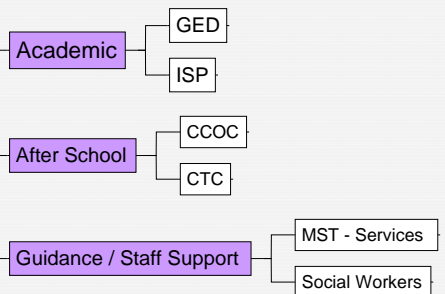 Academic
GED
ISP
After School
CCOC
CTC
Guidance / Staff Support
MST - Services
Social Workers